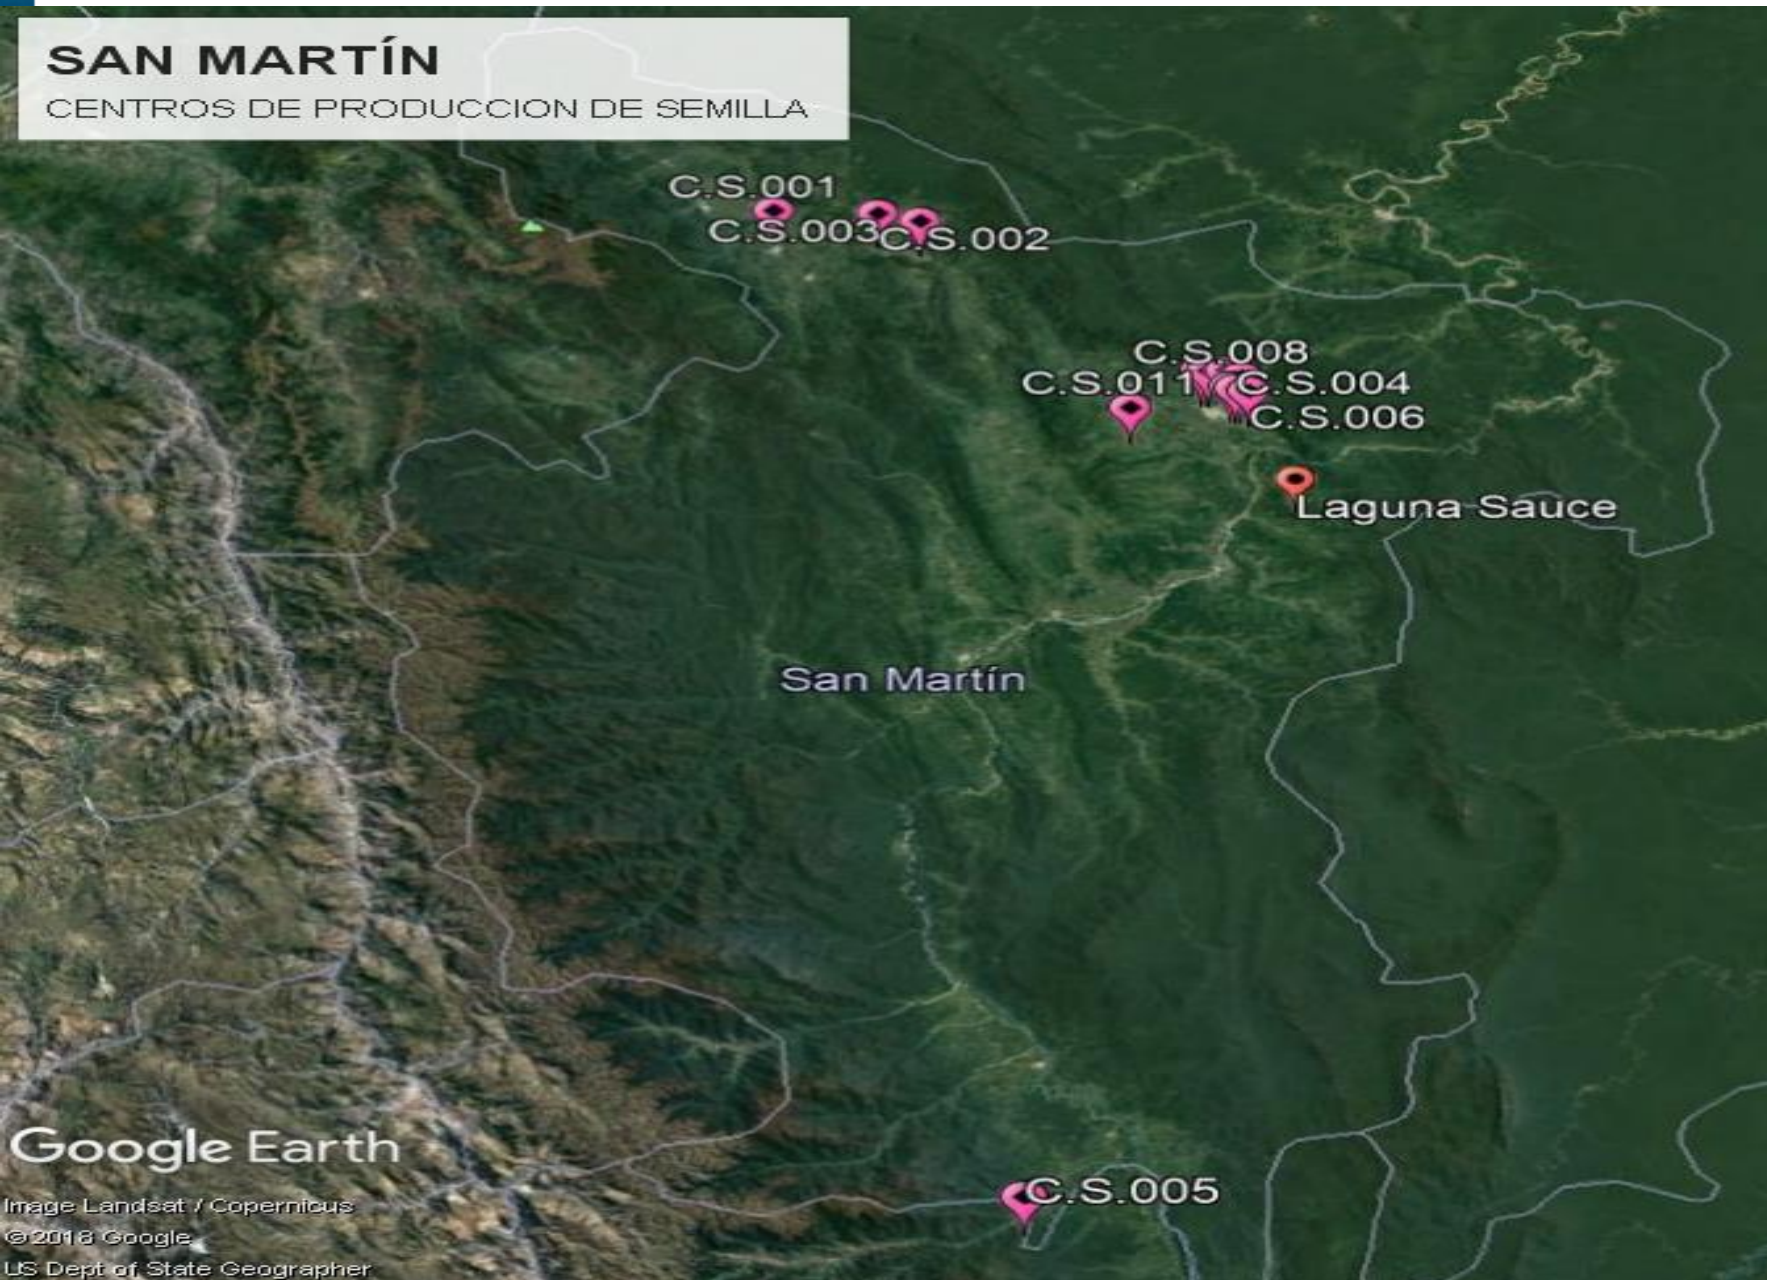 SAN MARTÍN
CENTROS DE PRODUCCION DE SEMILLA
C.S.001
C.S.003
C.S.002
C.S.008
C.S.011
C.S.004
C.S.006
Laguna Sauce
San Martín
C.S.005
Google Earth
Image Landsat / Copernicus
© 2018 Google
US Dept of State Geographer